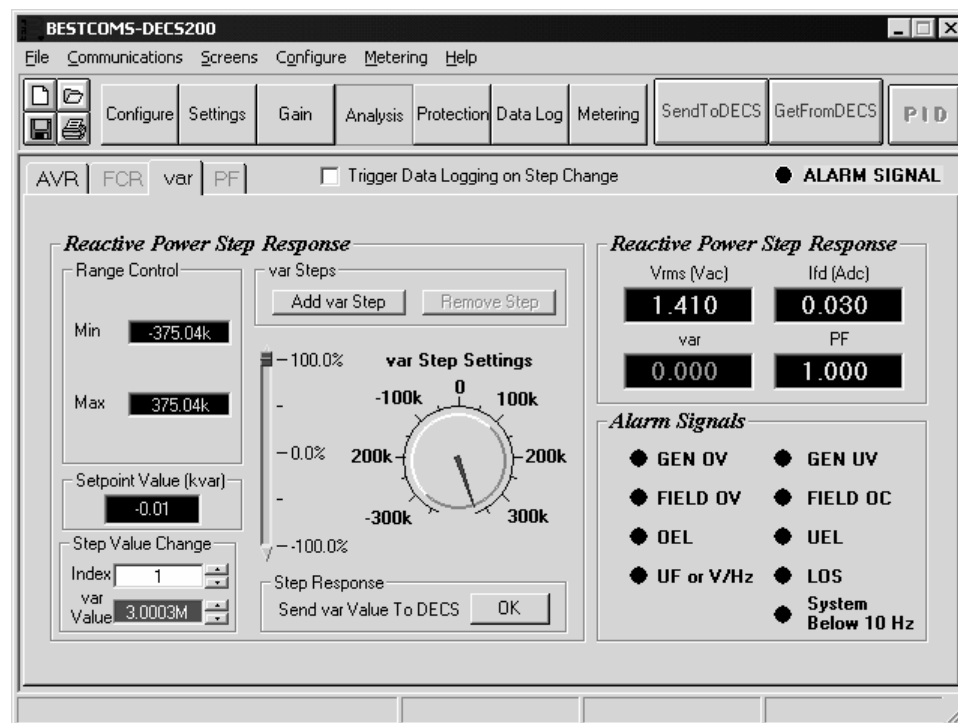 BESTCOMS-DECS200
File Communications Screens Configure Metering Help
Configure Settings Gain Analysis Protection Data Log Metering SendToDECS GetFromDECS PID
AVR FCR var PF
Trigger Data Logging on Step Change
ALARM SIGNAL
Reactive Power Step Response
Range Control
Min -375.04k
Max 375.04k
Setpoint Value (kvar)
-0.01
Step Value Change
Index 1
var
Value 3.0003M
var Steps
Add var Step Remove Step
100.0%
0.0%
-100.0%
var Step Settings
0
-100k 100k
200k -200k
-300k 300k
Step Response
Send var Value To DECS OK
Reactive Power Step Response
Vrms (Vac) Ifd (Adc)
1.410 0.030
var PF
0.000 1.000
Alarm Signals
GEN OV GEN UV
FIELD OV FIELD OC
OEL UEL
UF or V/Hz LOS
System
Below 10 Hz